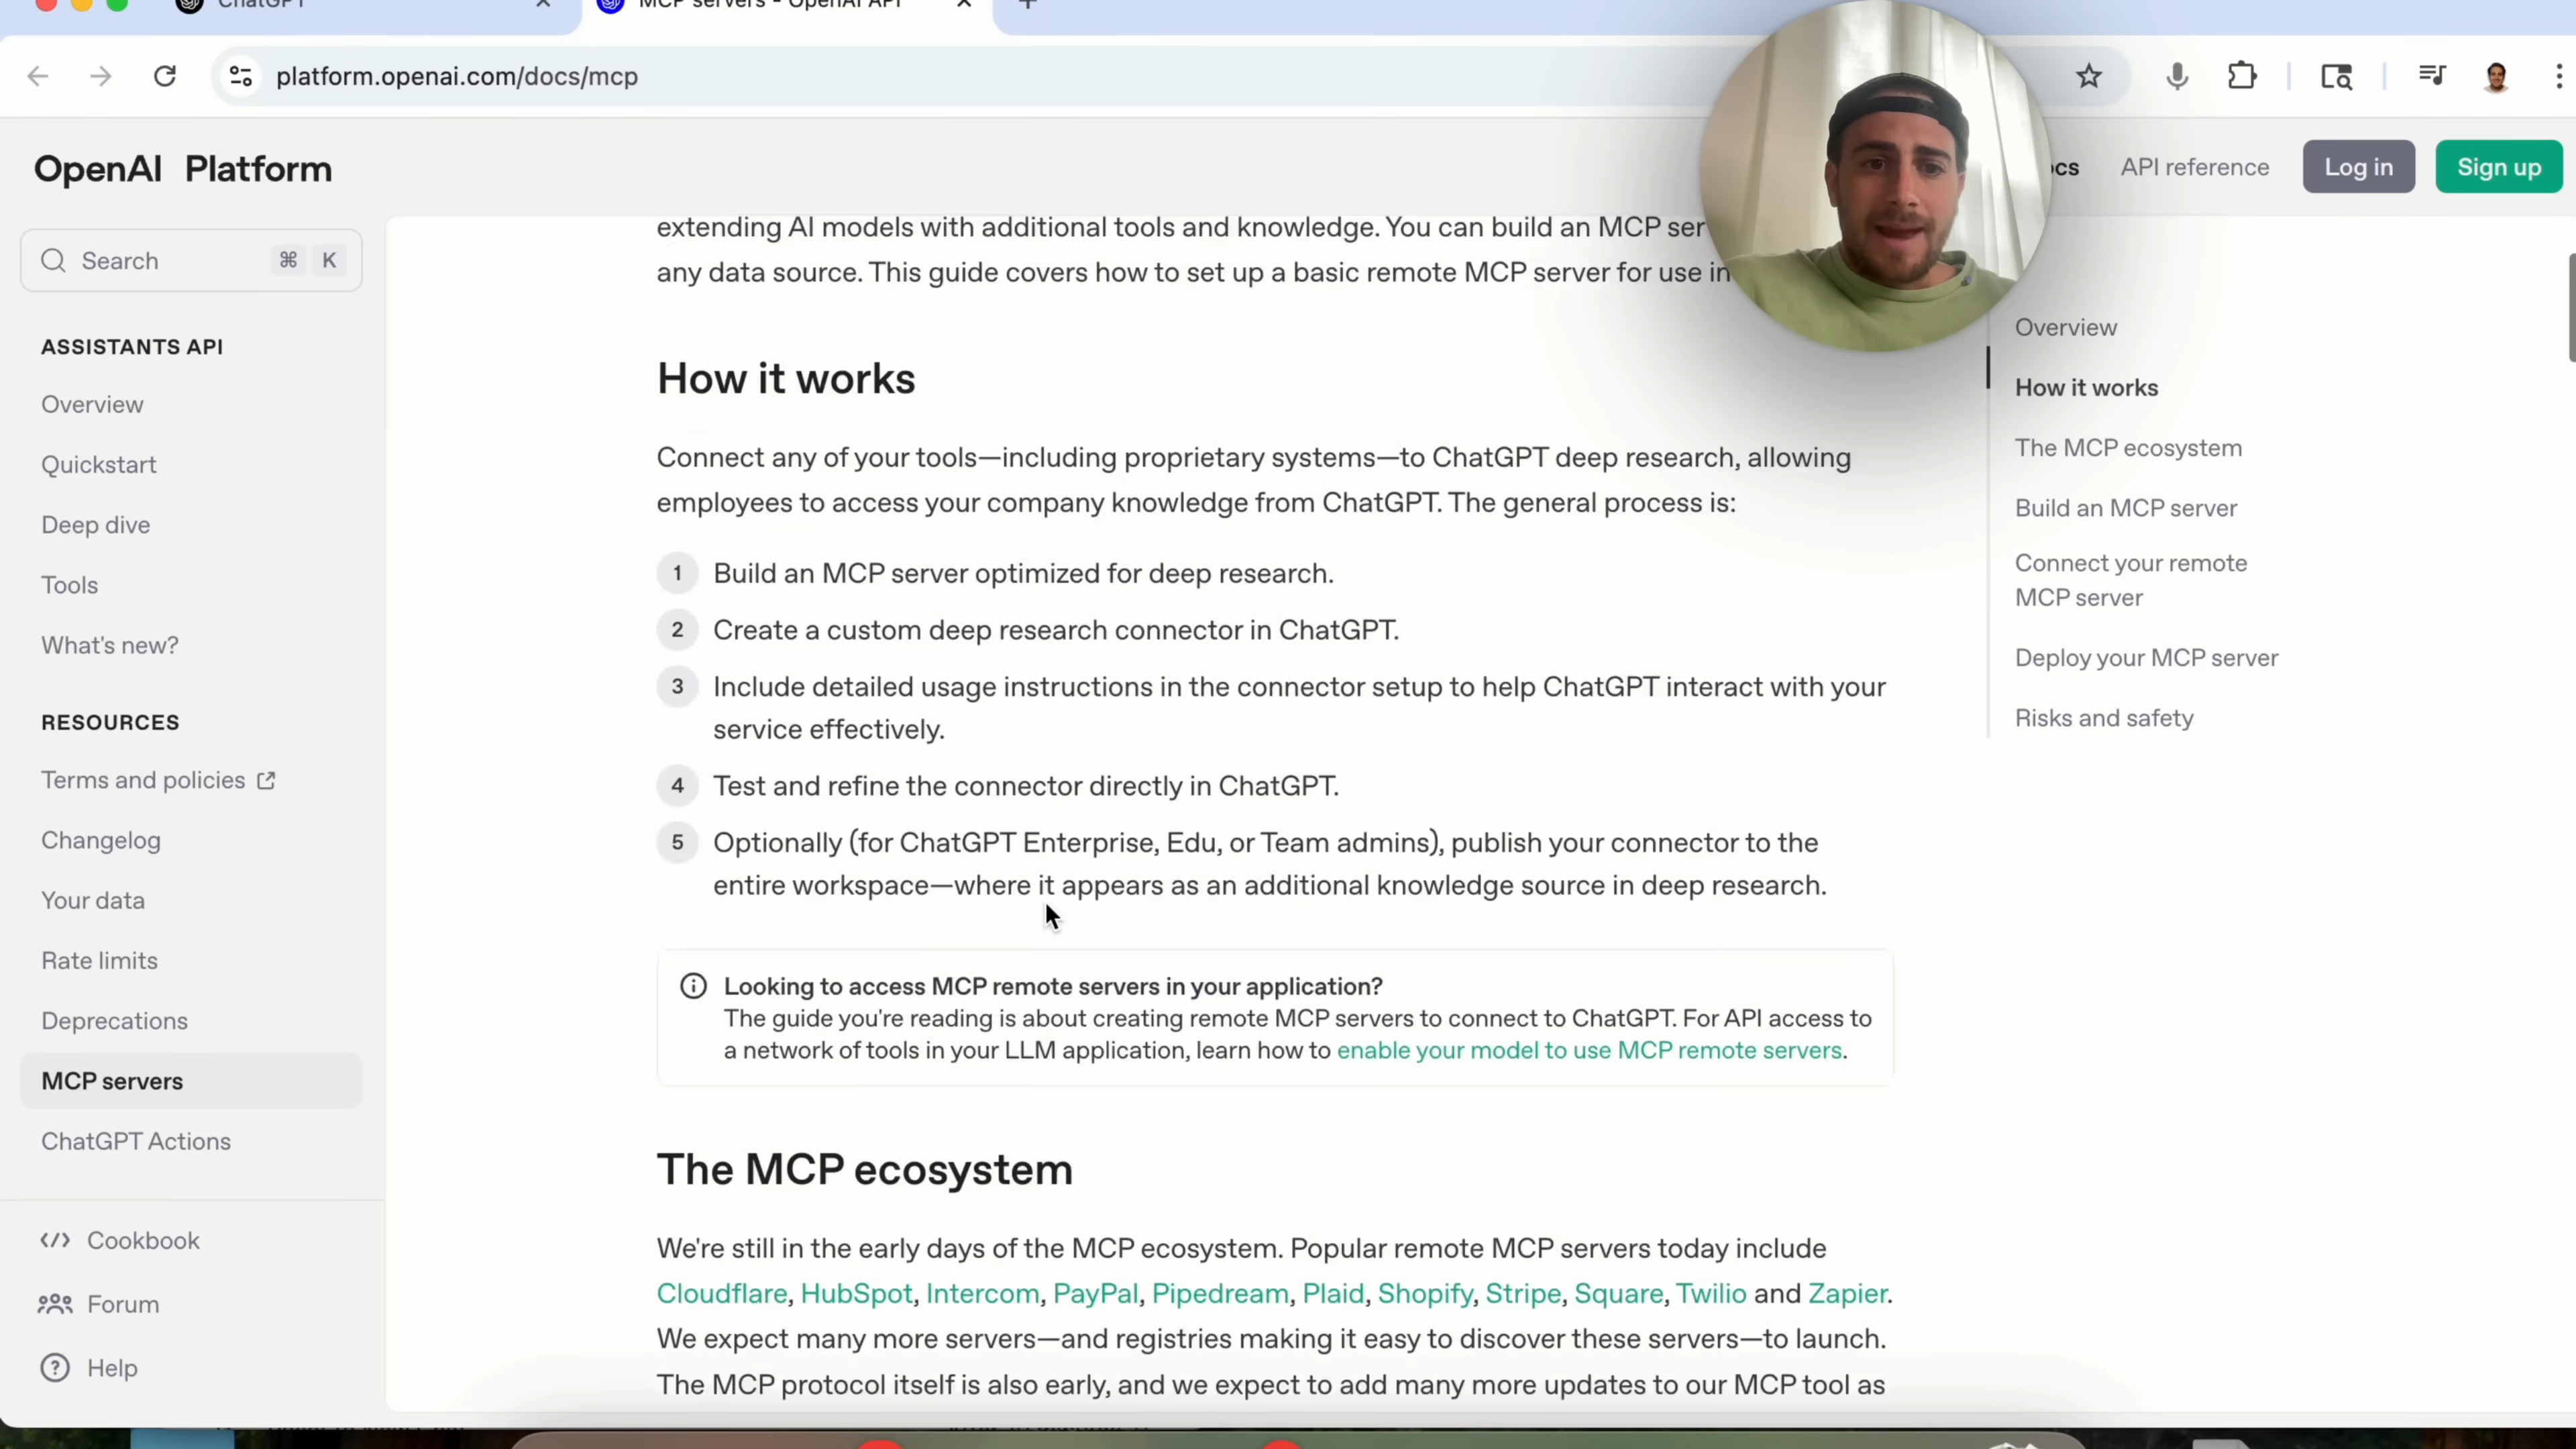 ChatGPT
MCP servers - OpenAI API
platform.openai.com/docs/mcp
OpenAI Platform
API reference
Log in
Sign up
Search ⌘ K
ASSISTANTS API
Overview
Quickstart
Deep dive
Tools
What's new?
RESOURCES
Terms and policies
Changelog
Your data
Rate limits
Deprecations
MCP servers
ChatGPT Actions
Cookbook
Forum
Help
extending AI models with additional tools and knowledge. You can build an MCP
any data source. This guide covers how to set up a basic remote MCP server for use in
How it works
Connect any of your tools—including proprietary systems—to ChatGPT deep research, allowing
employees to access your company knowledge from ChatGPT. The general process is:
1 Build an MCP server optimized for deep research.
2 Create a custom deep research connector in ChatGPT.
3 Include detailed usage instructions in the connector setup to help ChatGPT interact with your
service effectively.
4 Test and refine the connector directly in ChatGPT.
5 Optionally (for ChatGPT Enterprise, Edu, or Team admins), publish your connector to the
entire workspace—where it appears as an additional knowledge source in deep research.
Looking to access MCP remote servers in your application?
The guide you're reading is about creating remote MCP servers to connect to ChatGPT. For API access to
a network of tools in your LLM application, learn how to enable your model to use MCP remote servers.
The MCP ecosystem
We're still in the early days of the MCP ecosystem. Popular remote MCP servers today include
Cloudflare, HubSpot, Intercom, PayPal, Pipedream, Plaid, Shopify, Stripe, Square, Twilio and Zapier.
We expect many more servers—and registries making it easy to discover these servers—to launch.
The MCP protocol itself is also early, and we expect to add many more updates to our MCP tool as
Overview
How it works
The MCP ecosystem
Build an MCP server
Connect your remote
MCP server
Deploy your MCP server
Risks and safety